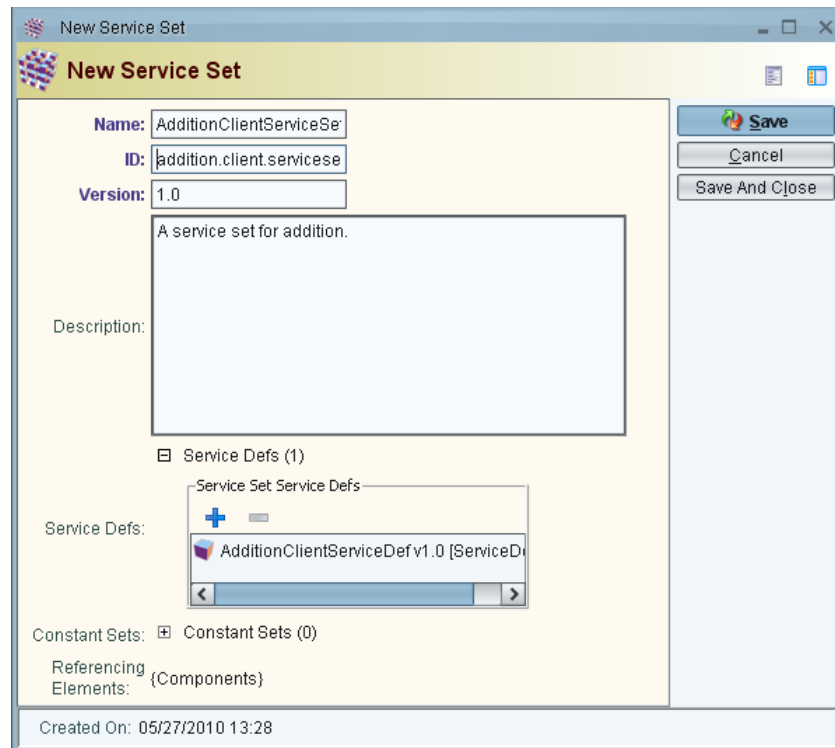 New Service Set
New Service Set
Name: AdditionClientServiceSe
ID: addition.client.servicese
Version: 1.0
A service set for addition.
Description:
Service Defs (1)
Service Set Service Defs
Service Defs:
AdditionClientServiceDef v1.0 [ServiceD
Constant Sets: Constant Sets (0)
Referencing
Elements: {Components}
Save
Cancel
Save And Close
Created On: 05/27/2010 13:28